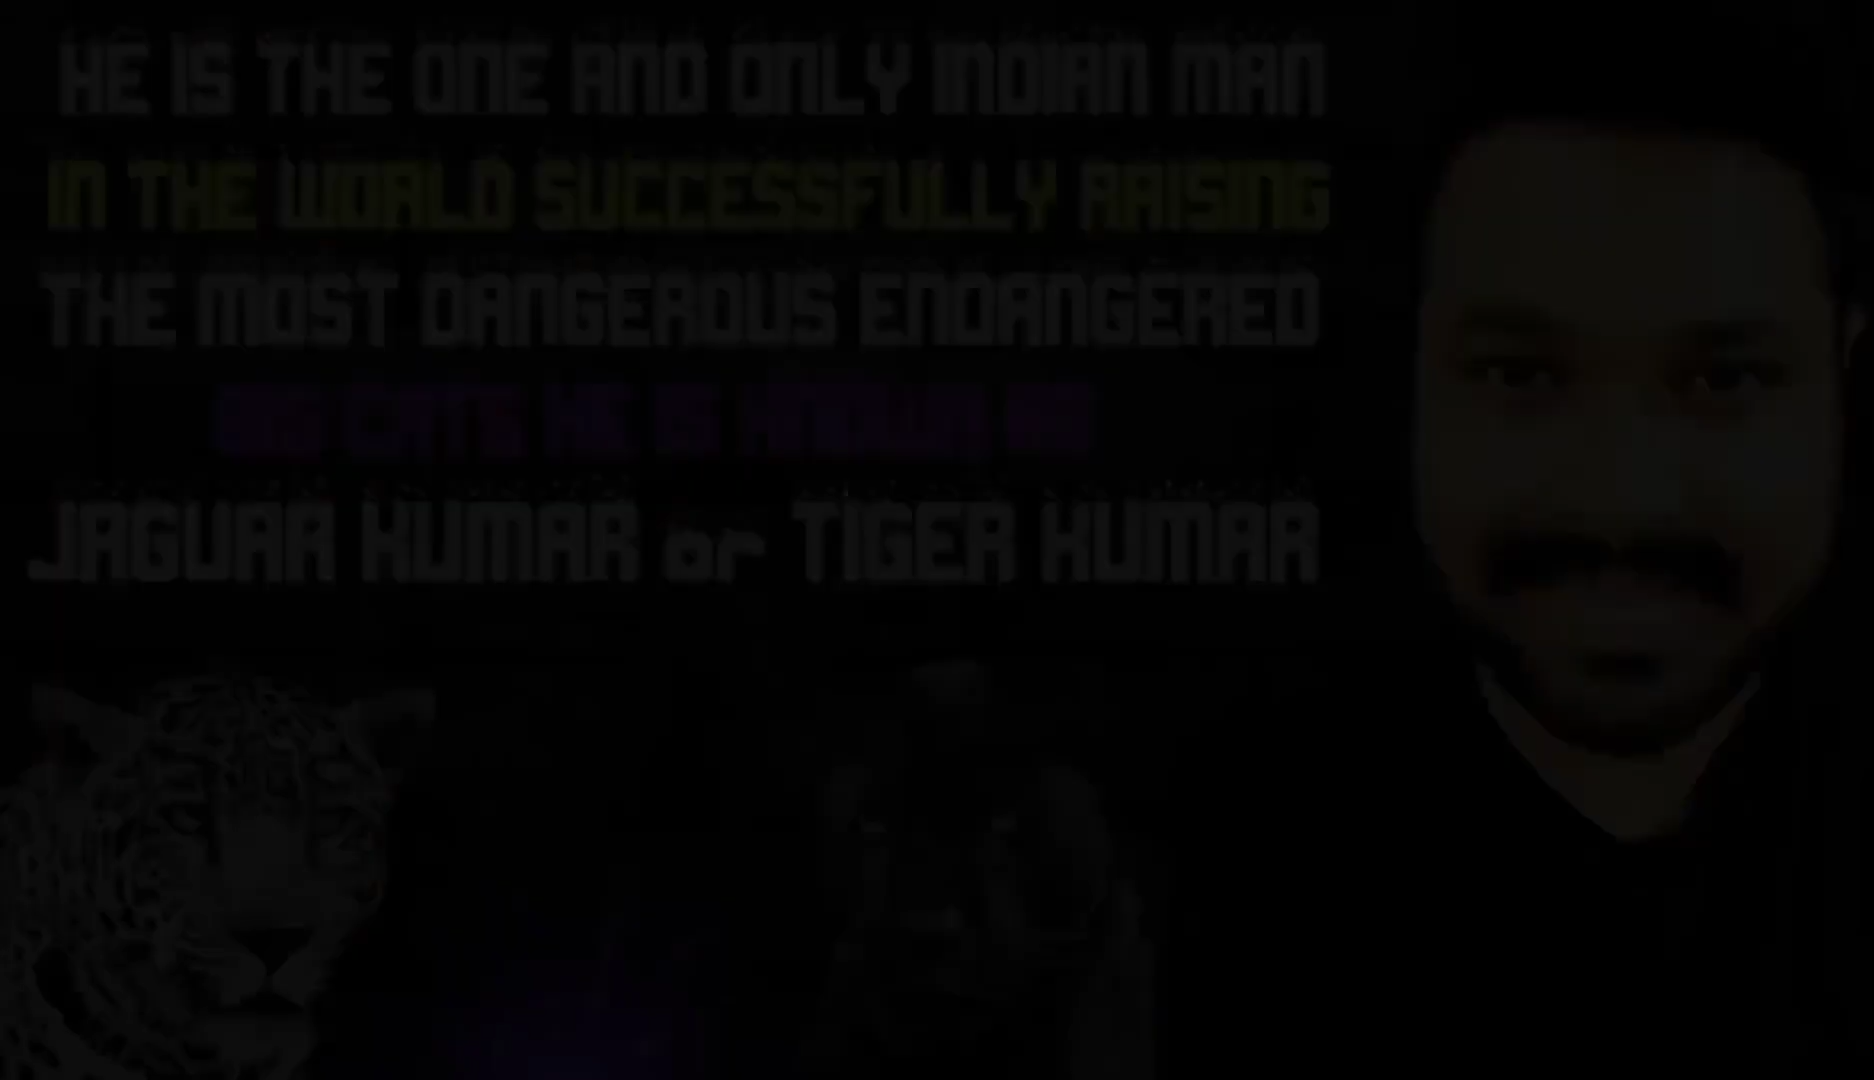 HE IS THE ONE AND ONLY INDIAN MAN
IN THE WORLD SUCCESSFULLY RAISING
THE MOST DANGEROUS ENDANGERED
BIG CATS HE IS KNOWN AS
JAGUAR KUMAR or TIGER KUMAR